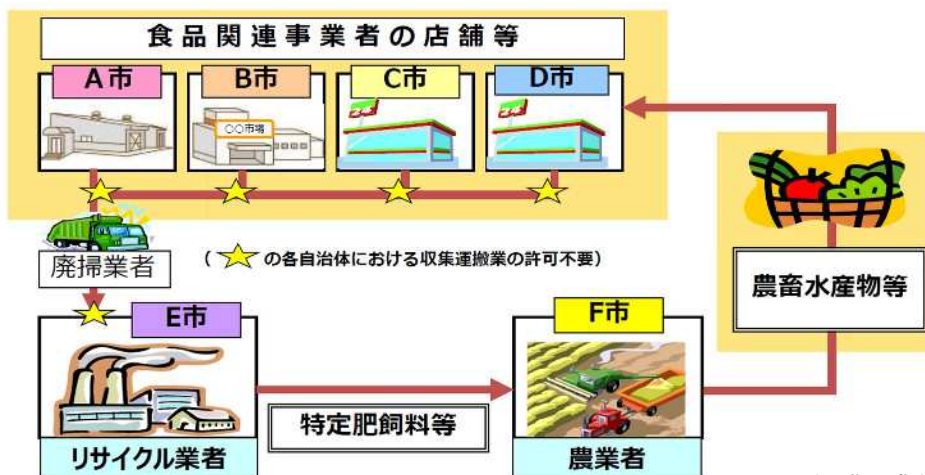 食品関連事業者の店舗等
A市
B市
C市
D市
〇〇市場
廃掃業者
(☆の各自治体における収集運搬業の許可不要)
農畜水産物等
E市
F市
特定肥飼料等
リサイクル業者
農業者